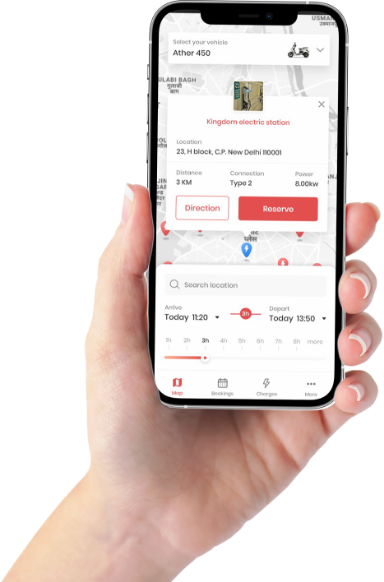 USMAN
Select your vehicle
Ather 450
ULABI BAGH
गुलाबी
बाग
Kingdom electric station
Location
23, H block, C.P. New Delhi 110001
Distance Connection Power
3 KM Type 2 8.00kw
Direction Reserve
Search location
Arrive Depart
Today 11:20 3h Today 13:50
1h 2h 3h 4h 5h 6h 7h 8h more
Map Bookings Charges More